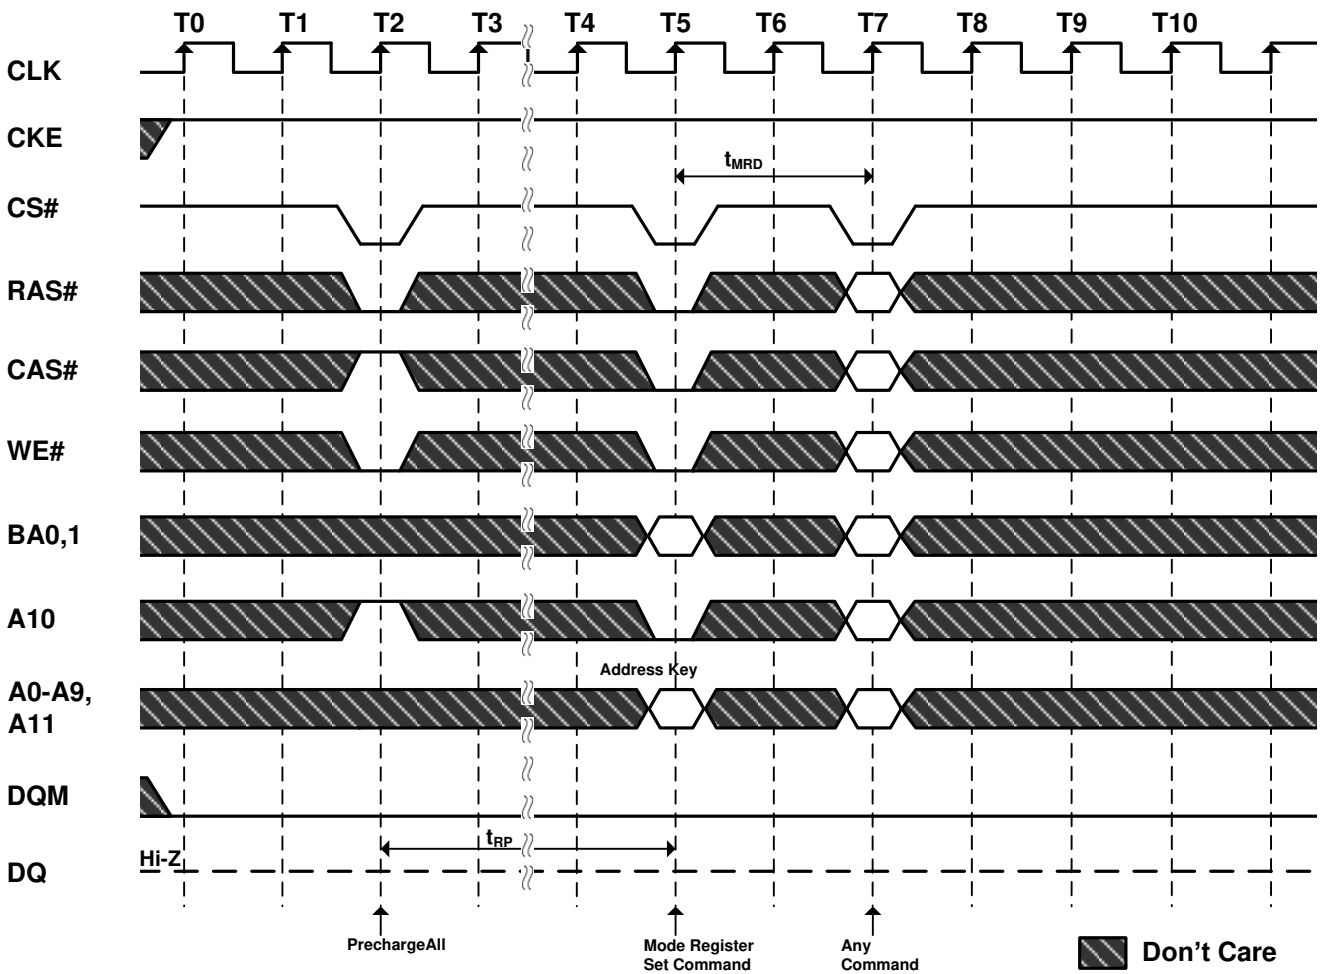 T0 T1 T2 T3 T4 T5 T6 T7 T8 T9 T10
CLK
CKE
tMRD
CS#
RAS#
CAS#
WE#
BA0,1
A10
Address Key
A0-A9,
A11
DQM
tRP
Hi-Z
DQ
PrechargeAll
Mode Register
Set Command
Any
Command
Don't Care